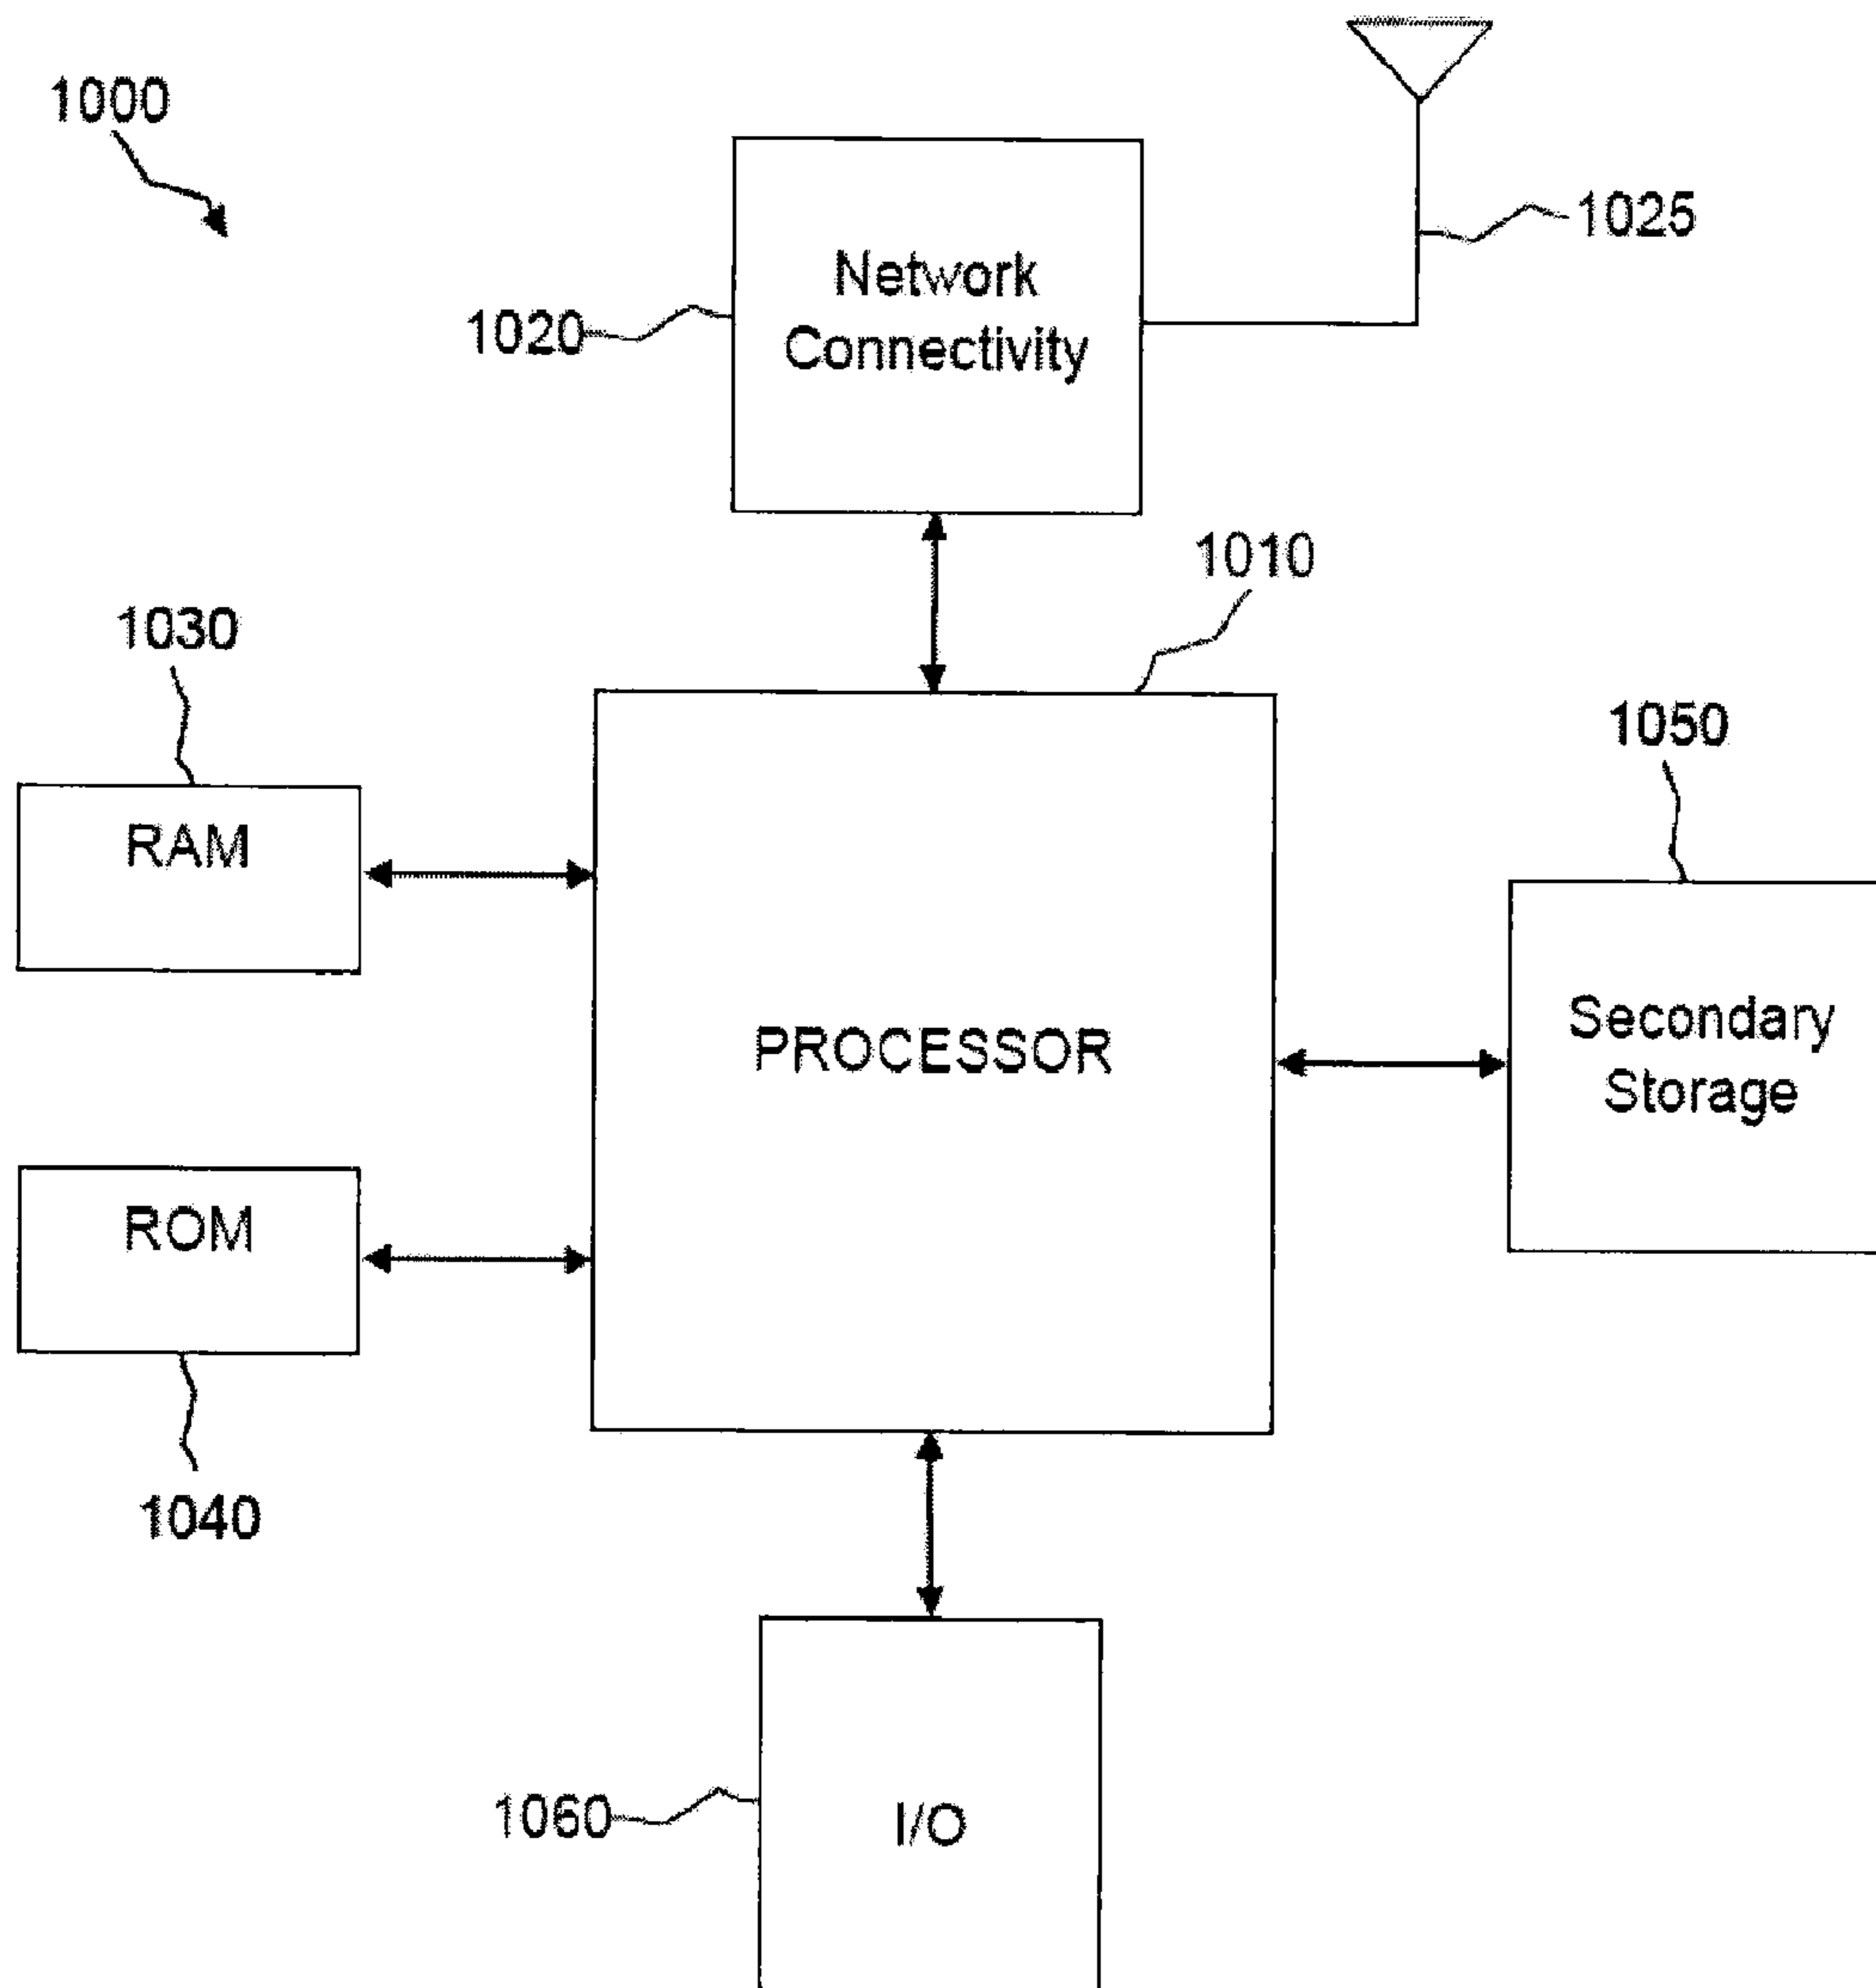 1000
Network
Connectivity
1025
1020
1010
1030
RAM
1050
PROCESSOR
Secondary
Storage
ROM
1040
1060
I/O